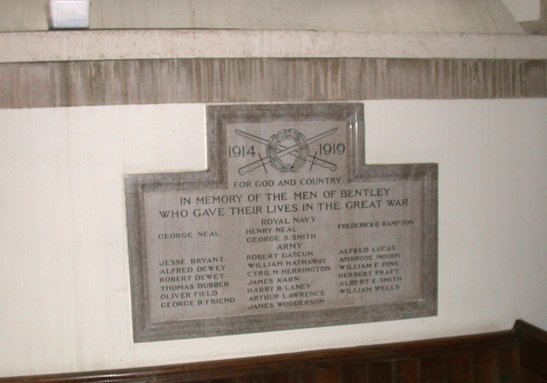 1914 1919
FOR GOD AND COUNTRY
IN MEMORY OF THE MEN OF BENTLEY
WHO GAVE THEIR LIVES IN THE GREAT WAR
ROYAL NAVY
GEORGE NEAL HENRY NEAL FREDERICK G RAMPTON
GEORGE S SMITH
ARMY
JESSE BRYANT ROBERT GATCUM ALFRED LUCAS
ALFRED DEWEY WILLIAM HATHAWAY AMBROSE MOODY
ROBERT DEWEY CYRIL M HERRINGTON WILLIAM F PINK
THOMAS DUBBER JAMES KARN HERBERT PRATT
OLIVER FIELD HARRY B LANEY ALBERT E SMITH
GEORGE B FRIEND ARTHUR LAWRENCE WILLIAM WELLS
JAMES WOODERSON